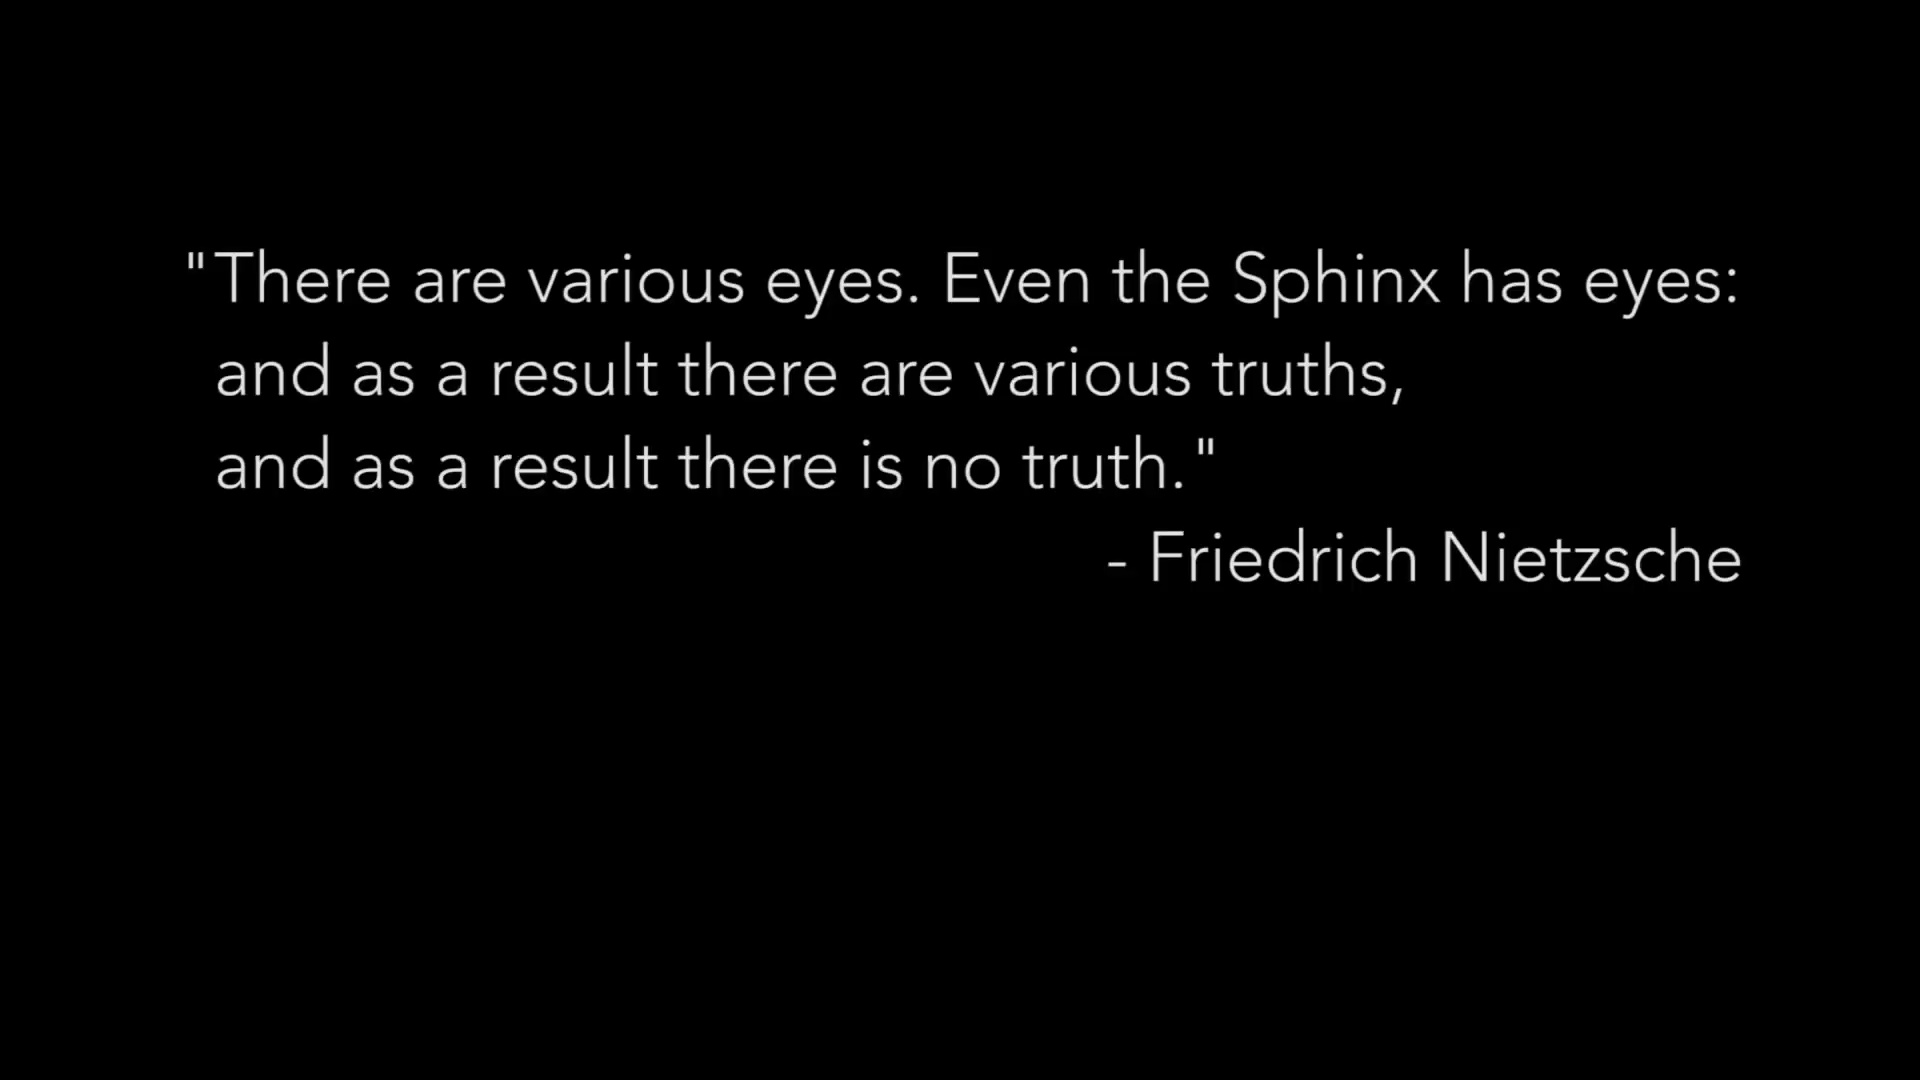 "There are various eyes. Even the Sphinx has eyes:
and as a result there are various truths,
and as a result there is no truth."
- Friedrich Nietzsche